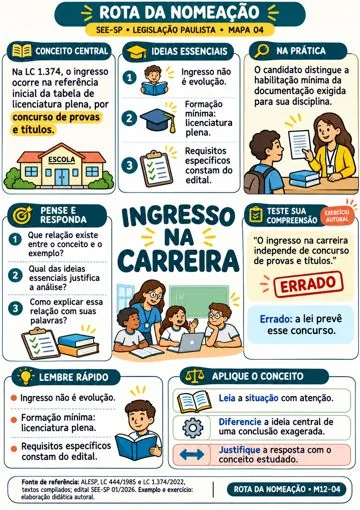 ROTA DA NOMEAÇÃO
SEE-SP • LEGISLAÇÃO PAULISTA • MAPA 04
CONCEITO CENTRAL
Na LC 1.374, o ingresso
ocorre na referência
inicial da tabela de
licenciatura plena, por
concurso de provas
e títulos.
ESCOLA
IDEIAS ESSENCIAIS
1
Ingresso não
é evolução.
2
Formação
mínima:
licenciatura
plena.
3
Requisitos
específicos
constam do
edital.
NA PRÁTICA
O candidato distingue a
habilitação mínima da
documentação exigida
para sua disciplina.
PENSE E
RESPONDA
1
Que relação existe
entre o conceito e o
exemplo?
2
Qual das ideias
essenciais justifica
a análise?
3
Como explicar essa
relação com suas
palavras?
INGRESSO
NA
CARREIRA
TESTE SUA
COMPREENSÃO
EXERCÍCIO
AUTORAL
"O ingresso na carreira
independe de concurso
de provas e títulos."
ERRADO
Errado: a lei prevê
esse concurso.
LEMBRE RÁPIDO
Ingresso não é evolução.
Formação mínima:
licenciatura plena.
Requisitos específicos
constam do edital.
APLIQUE O CONCEITO
Leia a situação com atenção.
Diferencie a ideia central de
uma conclusão exagerada.
Justifique a resposta com o
conceito estudado.
Fonte de referência: ALESP, LC 444/1985 e LC 1.374/2022,
textos compilados; edital SEE-SP 01/2026. Exemplo e exercício:
elaboração didática autoral.
ROTA DA NOMEAÇÃO • M12-04